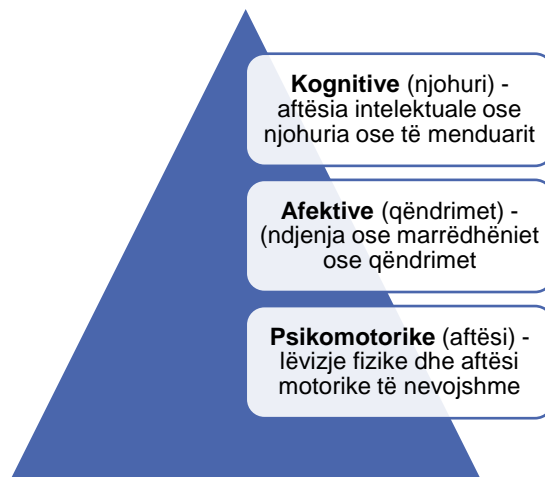 Kognitive (njohuri) -
aftësia intelektuale ose
njohuria ose të menduarit
Afektive (qëndrimet) -
(ndjenja ose marrëdhëniet
ose qëndrimet
Psikomotorike (aftësi) -
lëvizje fizike dhe aftësi
motorike të nevojshme